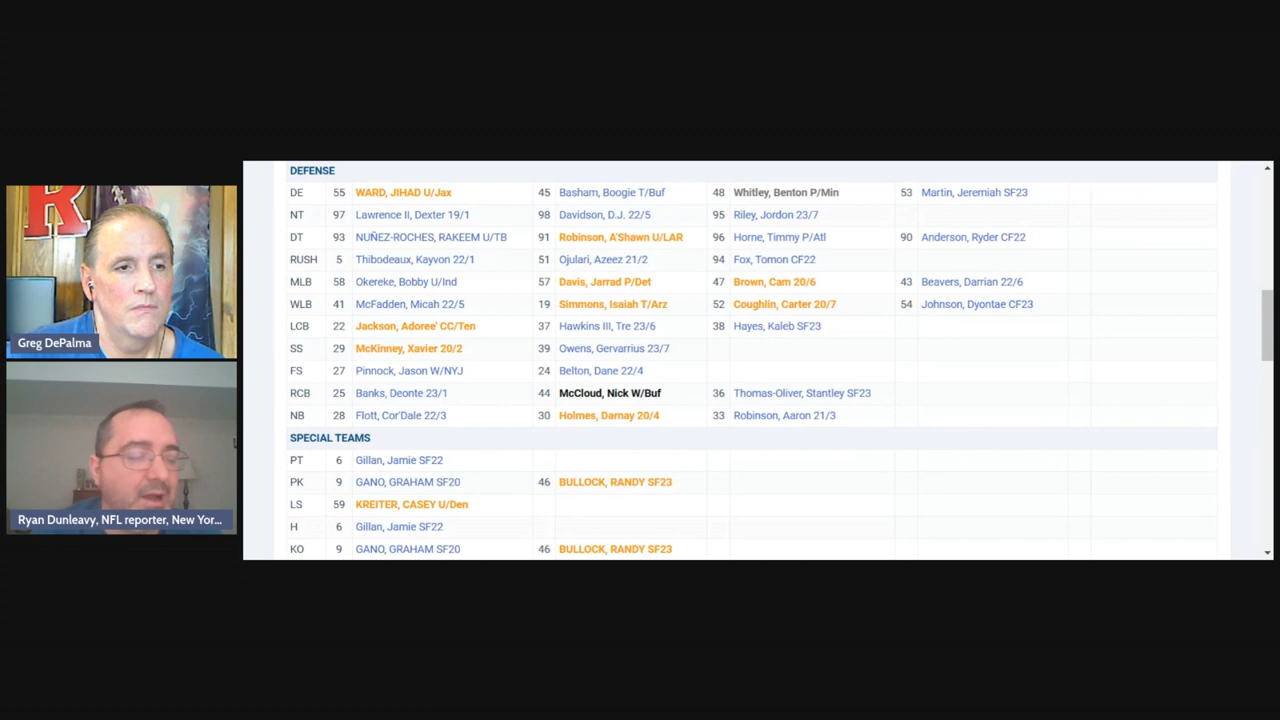 R
Greg DePalma
Ryan Dunleavy, NFL reporter, New Yor...
DEFENSE
DE 55 WARD, JIHAD U/Jax 45 Basham, Boogie T/Buf 48 Whitley, Benton P/Min 53 Martin, Jeremiah SF23
NT 97 Lawrence II, Dexter 19/1 98 Davidson, D.J. 22/5 95 Riley, Jordon 23/7
DT 93 NUÑEZ-ROCHES, RAKEEM U/TB 91 Robinson, A'Shawn U/LAR 96 Horne, Timmy P/Atl 90 Anderson, Ryder CF22
RUSH 5 Thibodeaux, Kayvon 22/1 51 Ojulari, Azeez 21/2 94 Fox, Tomon CF22
MLB 58 Okereke, Bobby U/Ind 57 Davis, Jarrad P/Det 47 Brown, Cam 20/6 43 Beavers, Darrian 22/6
WLB 41 McFadden, Micah 22/5 19 Simmons, Isaiah T/Arz 52 Coughlin, Carter 20/7 54 Johnson, Dyontae CF23
LCB 22 Jackson, Adoree' CC/Ten 37 Hawkins III, Tre 23/6 38 Hayes, Kaleb SF23
SS 29 McKinney, Xavier 20/2 39 Owens, Gervarrius 23/7
FS 27 Pinnock, Jason W/NYJ 24 Belton, Dane 22/4
RCB 25 Banks, Deonte 23/1 44 McCloud, Nick W/Buf 36 Thomas-Oliver, Stantley SF23
NB 28 Flott, Cor'Dale 22/3 30 Holmes, Darnay 20/4 33 Robinson, Aaron 21/3
SPECIAL TEAMS
PT 6 Gillan, Jamie SF22
PK 9 GANO, GRAHAM SF20 46 BULLOCK, RANDY SF23
LS 59 KREITER, CASEY U/Den
H 6 Gillan, Jamie SF22
KO 9 GANO, GRAHAM SF20 46 BULLOCK, RANDY SF23